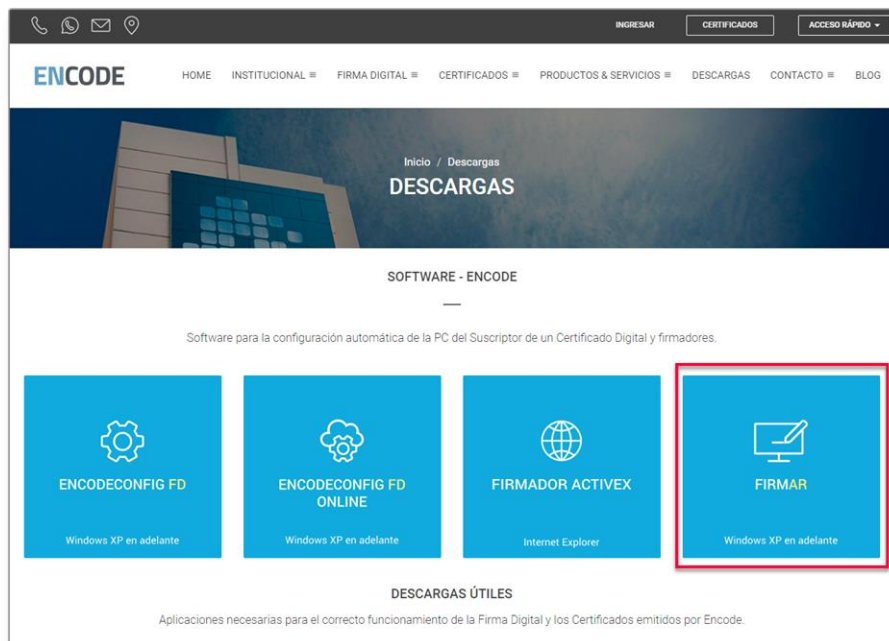 INGRESAR
CERTIFICADOS
ACCESO RÁPIDO
ENCODE
HOME
INSTITUCIONAL
FIRMA DIGITAL
CERTIFICADOS
PRODUCTOS & SERVICIOS
DESCARGAS
CONTACTO
BLOG
Inicio / Descargas
DESCARGAS
SOFTWARE - ENCODE
Software para la configuración automática de la PC del Suscriptor de un Certificado Digital y firmadores.
ENCODECONFIG FD
Windows XP en adelante
ENCODECONFIG FD
ONLINE
Windows XP en adelante
FIRMADOR ACTIVEX
Internet Explorer
FIRMAR
Windows XP en adelante
DESCARGAS ÚTILES
Aplicaciones necesarias para el correcto funcionamiento de la Firma Digital y los Certificados emitidos por Encode.